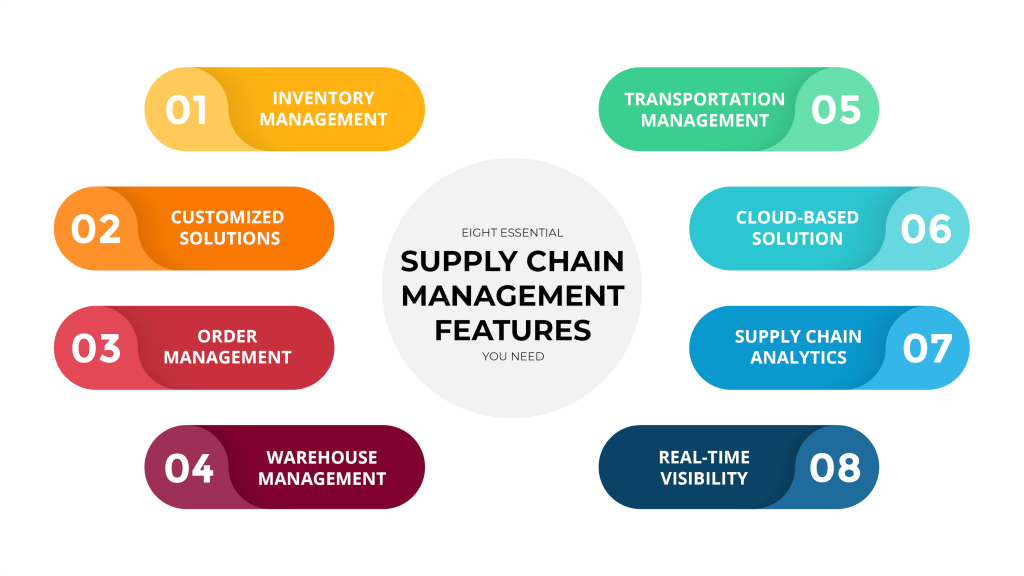 01
INVENTORY
MANAGEMENT
02
CUSTOMIZED
SOLUTIONS
03
ORDER
MANAGEMENT
04
WAREHOUSE
MANAGEMENT
EIGHT ESSENTIAL
SUPPLY CHAIN
MANAGEMENT
FEATURES
YOU NEED
TRANSPORTATION
MANAGEMENT
05
CLOUD-BASED
SOLUTION
06
SUPPLY CHAIN
ANALYTICS
07
REAL-TIME
VISIBILITY
08